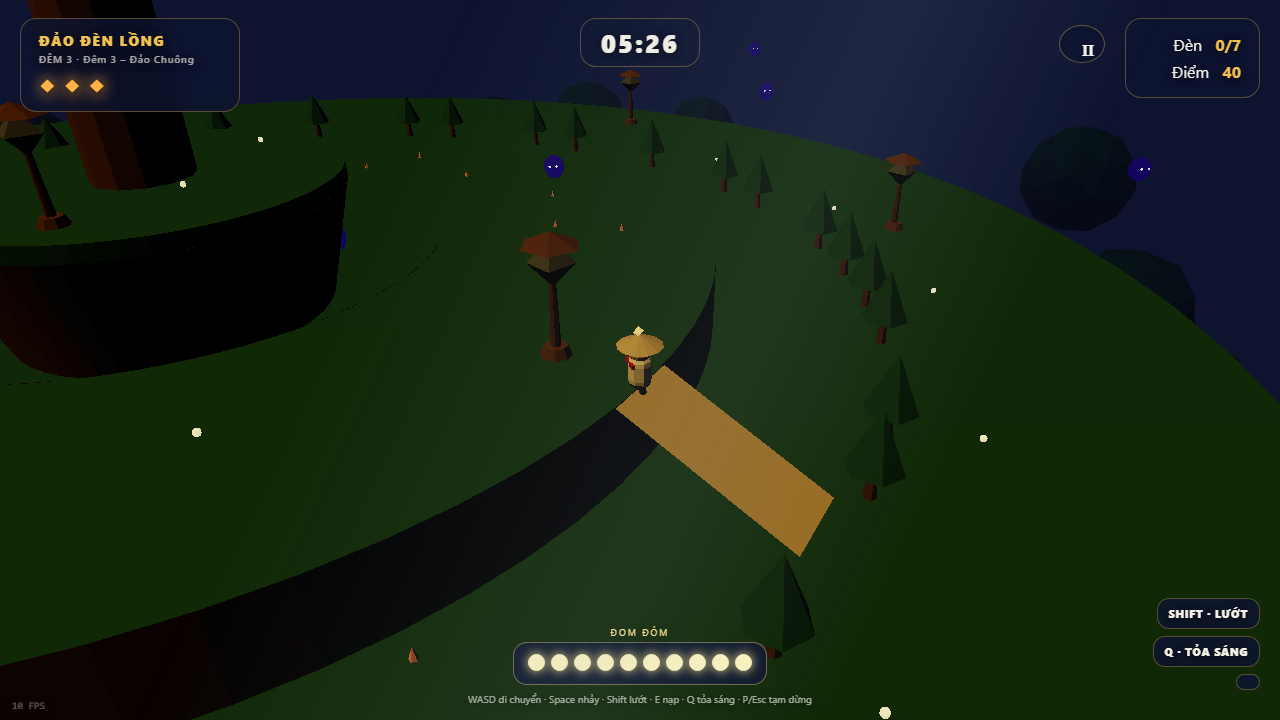 ĐẢO ĐÈN LỒNG
ĐÊM 3 · Đêm 3 – Đảo Chuông
05:26
II
Đèn 0/7
Điểm 40
SHIFT · LƯỚT
Q · TỎA SÁNG
ĐOM ĐÓM
WASD di chuyển · Space nhảy · Shift lướt · E nạp · Q tỏa sáng · P/Esc tạm dừng
10 FPS